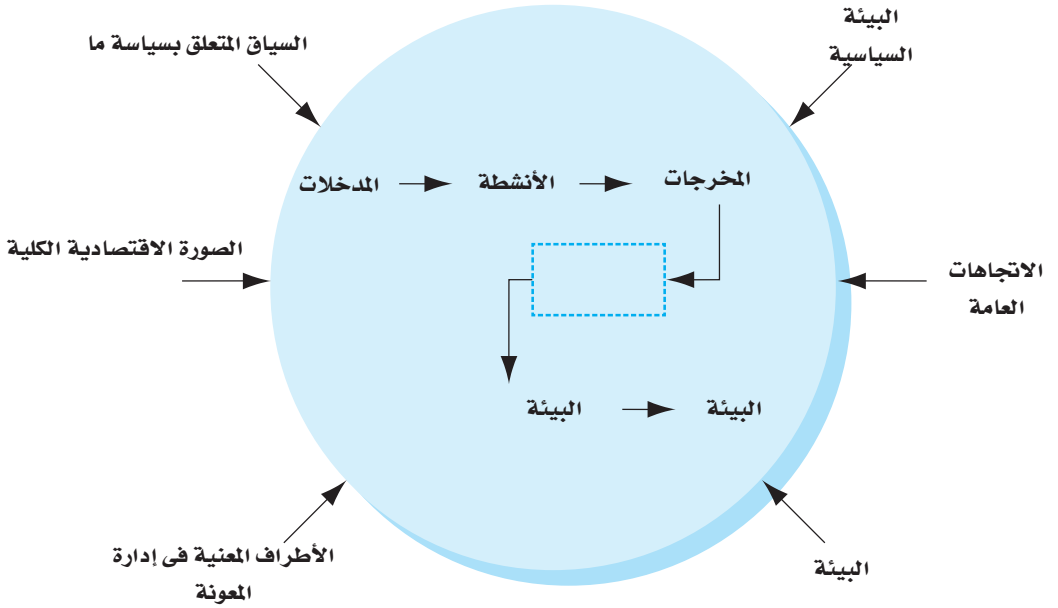 البيئة
السياسية
السياق المتعلق بسياسة ما
المدخلات
الأنشطة
المخرجات
الصورة الاقتصادية الكلية
الاتجاهات
العامة
البيئة
البيئة
الأطراف المعنية فى إدارة
المعونة
البيئة